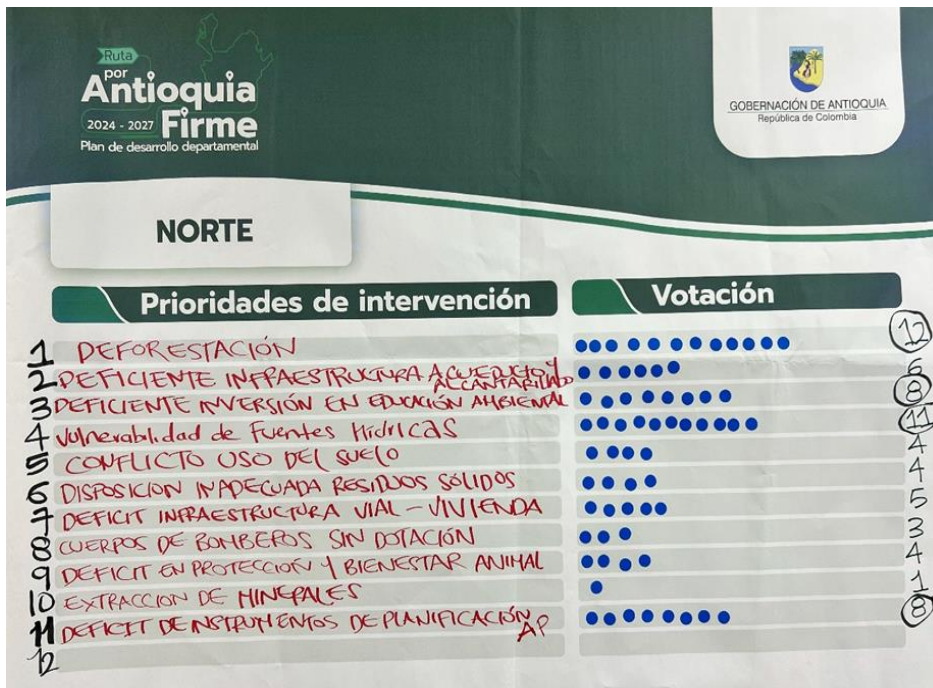 Ruta
por
Antioquia
2024 - 2027 Firme
Plan de desarrollo departamental
GOBERNACIÓN DE ANTIOQUIA
República de Colombia
NORTE
Prioridades de intervención Votación
1 DEFORESTACIÓN 12
2 DEFICIENTE INFRAESTRUCTURA ACUEDUCTO Y ALCANTARILLADO 6
3 DEFICIENTE INVERSIÓN EN EDUCACIÓN AMBIENTAL 8
4 Vulnerabilidad de Fuentes Hídricas 11
5 CONFLICTO USO DEL SUELO 4
6 DISPOSICION INADECUADA RESIDUOS SÓLIDOS 4
7 DEFICIT INFRAESTRUCTURA VIAL - VIVIENDA 5
8 CUERPOS DE BOMBEROS SIN DOTACIÓN 3
9 DEFICIT EN PROTECCION Y BIENESTAR ANIMAL 4
10 EXTRACCION DE MINERALES 1
11 DEFICIT DE INSTRUMENTOS DE PLANIFICACIÓN AP 8
12